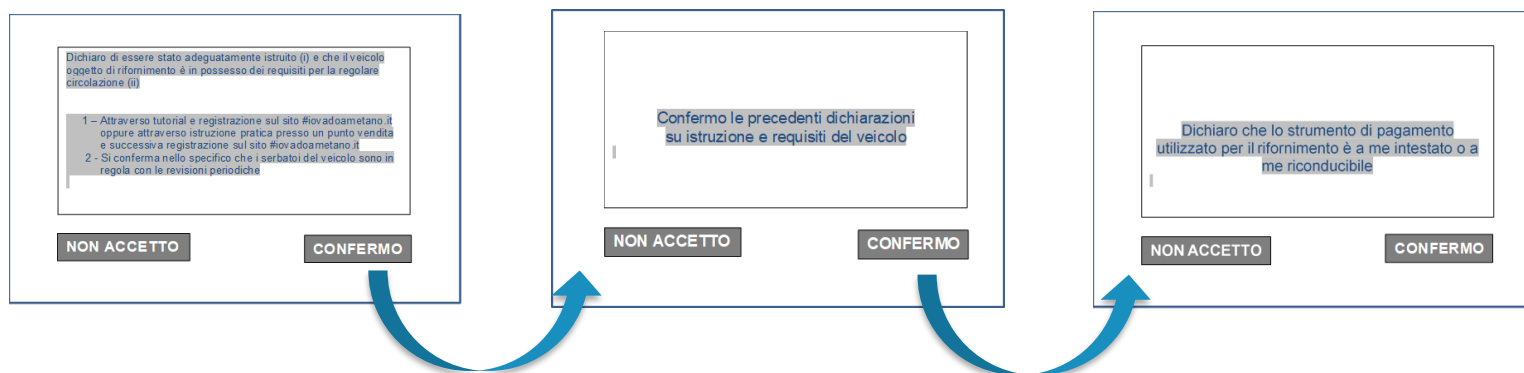 Dichiaro di essere stato adeguatamente istruito (i) e che il veicolo
oggetto di rifornimento è in possesso dei requisiti per la regolare
circolazione (ii)
1 – Attraverso tutorial e registrazione sul sito #iovadoametano.it
oppure attraverso istruzione pratica presso un punto vendita
e successiva registrazione sul sito #iovadoametano.it
2 - Si conferma nello specifico che i serbatoi del veicolo sono in
regola con le revisioni periodiche
NON ACCETTO
CONFERMO
Confermo le precedenti dichiarazioni
su istruzione e requisiti del veicolo
NON ACCETTO
CONFERMO
Dichiaro che lo strumento di pagamento
utilizzato per il rifornimento è a me intestato o a
me riconducibile
NON ACCETTO
CONFERMO